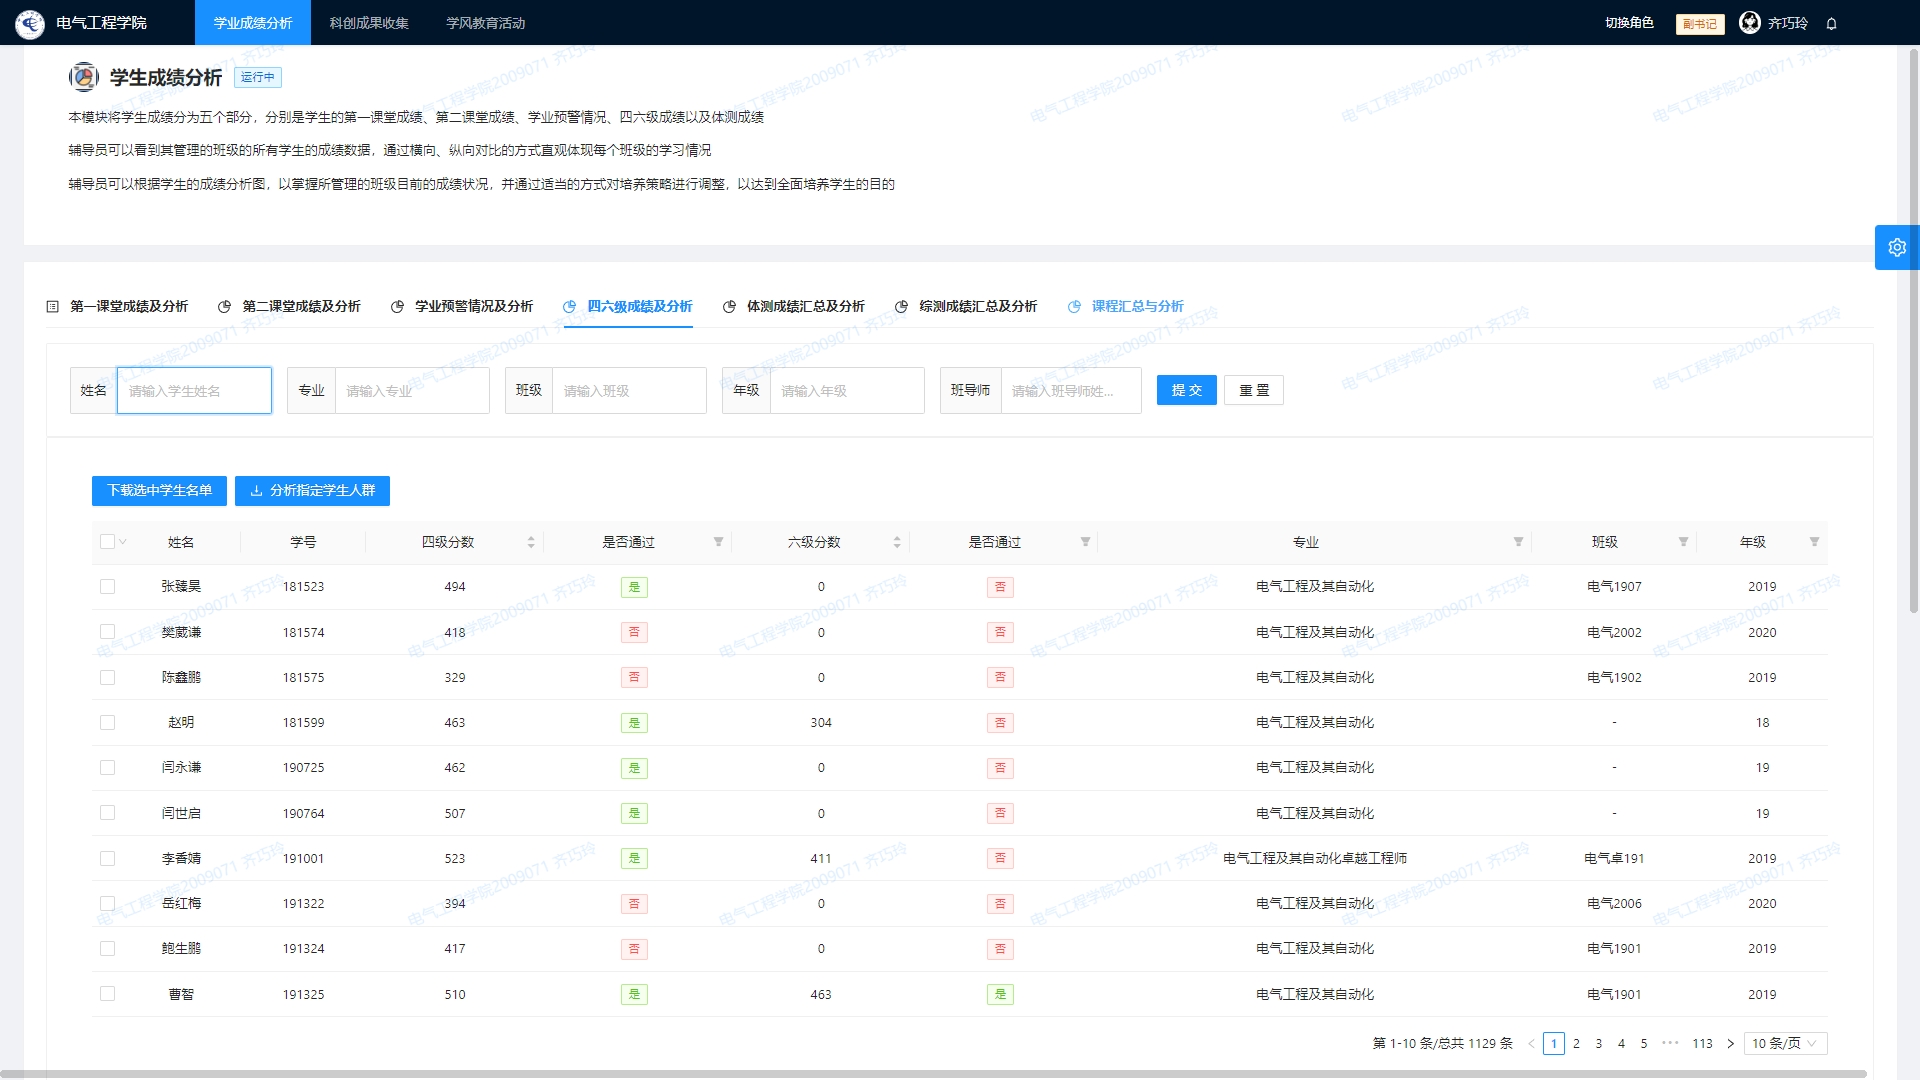 电气工程学院 学业成绩分析 科创成果收集 学风教育活动 切换角色 副书记 齐巧玲
学生成绩分析 运行中
本模块将学生成绩分为五个部分，分别是学生的第一课堂成绩、第二课堂成绩、学业预警情况、四六级成绩以及体测成绩
辅导员可以看到其管理的班级的所有学生的成绩数据，通过横向、纵向对比的方式直观体现每个班级的学习情况
辅导员可以根据学生的成绩分析图，以掌握所管理的班级目前的成绩状况，并通过适当的方式对培养策略进行调整，以达到全面培养学生的目的
第一课堂成绩及分析 第二课堂成绩及分析 学业预警情况及分析 四六级成绩及分析 体测成绩汇总及分析 综测成绩汇总及分析 课程汇总与分析
姓名 请输入学生姓名 专业 请输入专业 班级 请输入班级 年级 请输入年级 班导师 请输入班导师姓... 提 交 重 置
下载选中学生名单 分析指定学生人群
姓名 学号 四级分数 是否通过 六级分数 是否通过 专业 班级 年级
张臻昊 181523 494 是 0 否 电气工程及其自动化 电气1907 2019
樊葳谦 181574 418 否 0 否 电气工程及其自动化 电气2002 2020
陈鑫鹏 181575 329 否 0 否 电气工程及其自动化 电气1902 2019
赵明 181599 463 是 304 否 电气工程及其自动化 - 18
闫永谦 190725 462 是 0 否 电气工程及其自动化 - 19
闫世启 190764 507 是 0 否 电气工程及其自动化 - 19
李香婧 191001 523 是 411 否 电气工程及其自动化卓越工程师 电气卓191 2019
岳红梅 191322 394 否 0 否 电气工程及其自动化 电气2006 2020
鲍生鹏 191324 417 否 0 否 电气工程及其自动化 电气1901 2019
曹智 191325 510 是 463 是 电气工程及其自动化 电气1901 2019
第 1-10 条/总共 1129 条 < 1 2 3 4 5 ••• 113 > 10 条/页
电气工程学院2009071 齐巧玲